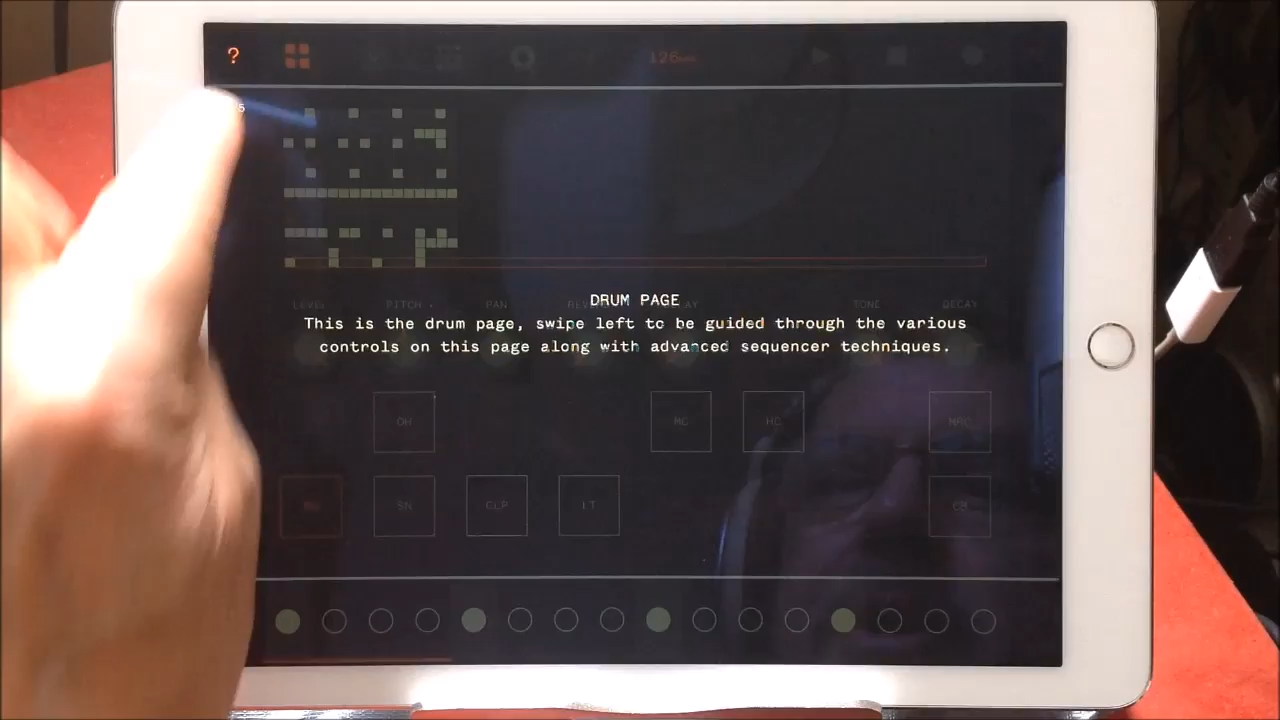 ?
126
LEVEL PITCH PAN TONE DECAY
DRUM PAGE
This is the drum page, swipe left to be guided through the various
controls on this page along with advanced sequencer techniques.
OH MC HC
SN CLP LT CB